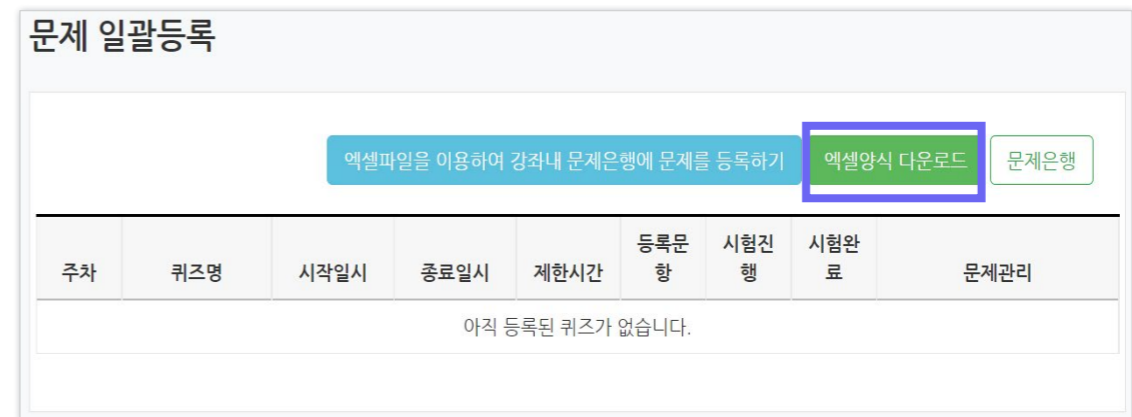 문제 일괄등록
엑셀파일을 이용하여 강좌내 문제은행에 문제를 등록하기 엑셀양식 다운로드 문제은행
주차 퀴즈명 시작일시 종료일시 제한시간 등록문항 시험진행 시험완료 문제관리
아직 등록된 퀴즈가 없습니다.